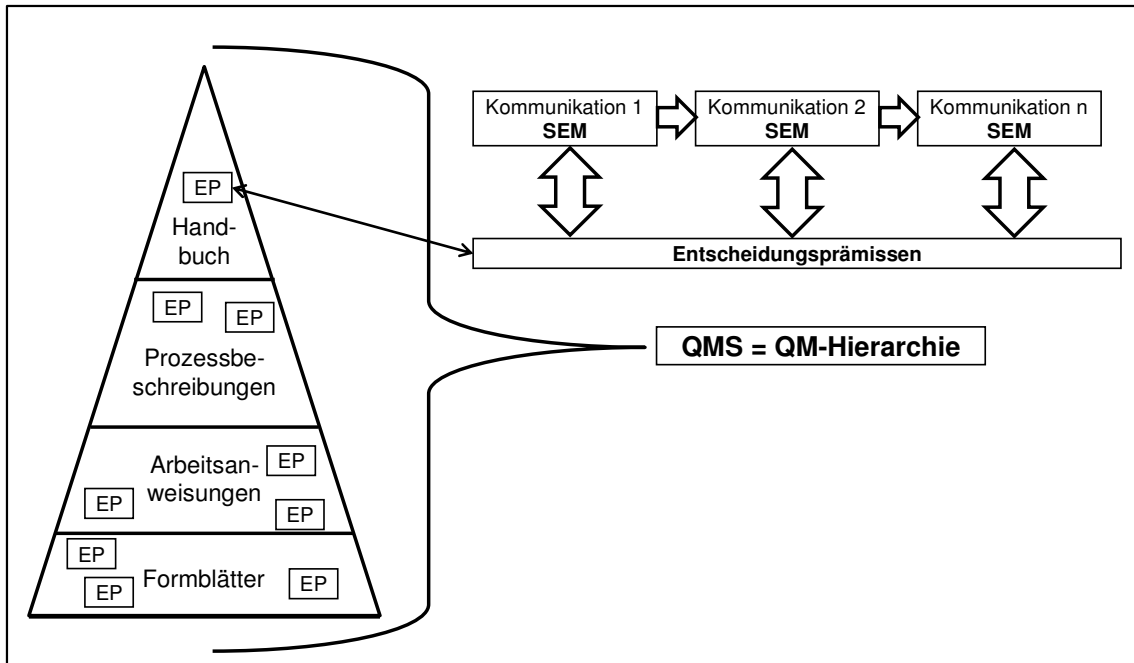 EP
Hand-
buch
EP
EP
Prozessbe-
schreibungen
EP
Arbeitsan-
weisungen
EP
EP
EP
Formblätter
EP
EP
Kommunikation 1
SEM
Kommunikation 2
SEM
Kommunikation n
SEM
Entscheidungsprämissen
QMS = QM-Hierarchie